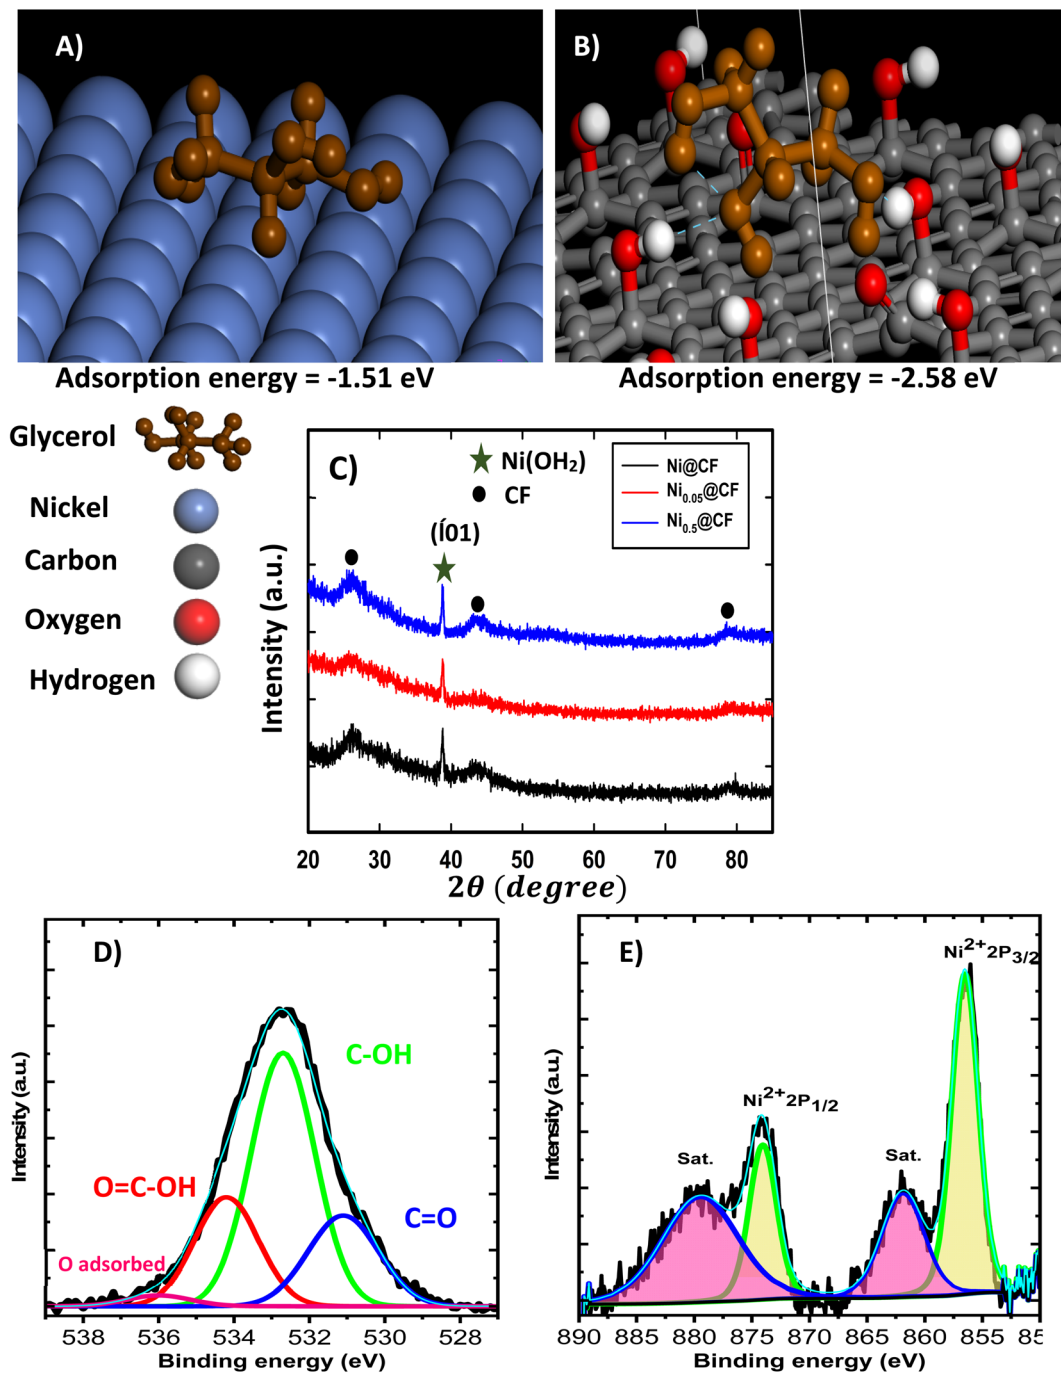 A)
B)
Adsorption energy = -1.51 eV
Adsorption energy = -2.58 eV
Glycerol
Nickel
Carbon
Oxygen
Hydrogen
C)
Ni(OH₂)
CF
(Í01)
Ni@CF
Ni₀.₀₅@CF
Ni₀.₅@CF
Intensity (a.u.)
20 30 40 50 60 70 80
2θ (degree)
D)
C-OH
O=C-OH
C=O
O adsorbed
Intensity (a.u.)
538 536 534 532 530 528
Binding energy (eV)
E)
Ni²⁺2P₃/₂
Ni²⁺2P₁/₂
Sat.
Sat.
Intensity (a.u.)
890 885 880 875 870 865 860 855 85
Binding energy (eV)